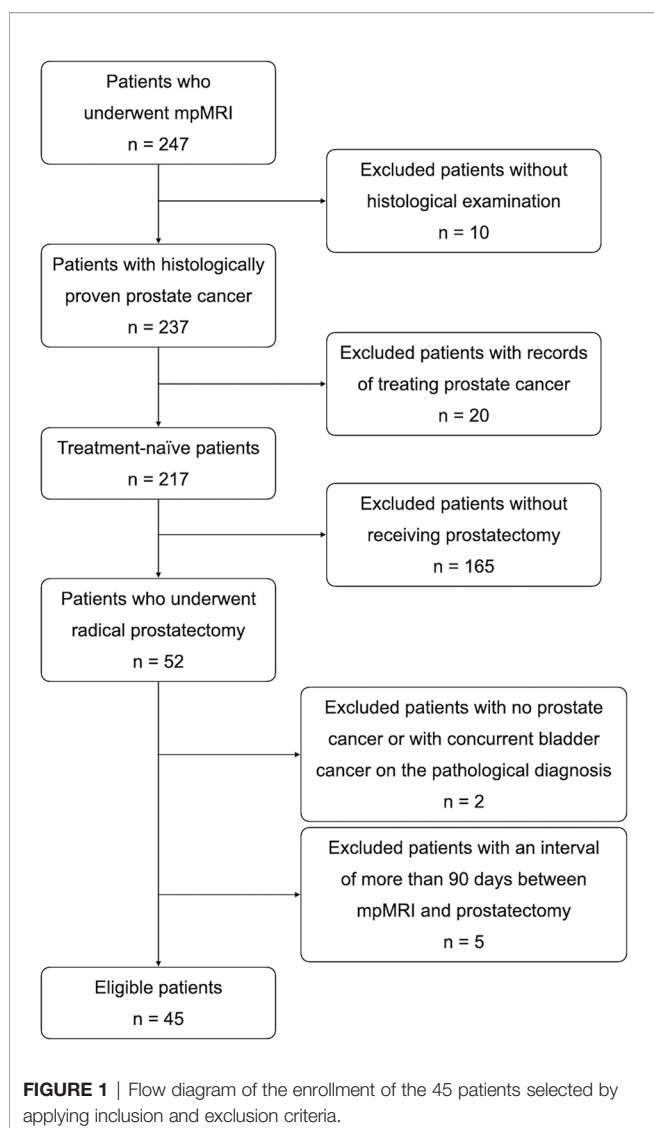 Patients who
underwent mpMRI
n = 247
Excluded patients without
histological examination
n = 10
Patients with histologically
proven prostate cancer
n = 237
Excluded patients with records
of treating prostate cancer
n = 20
Treatment-naïve patients
n = 217
Excluded patients without
receiving prostatectomy
n = 165
Patients who underwent
radical prostatectomy
n = 52
Excluded patients with no prostate
cancer or with concurrent bladder
cancer on the pathological diagnosis
n = 2
Excluded patients with an interval
of more than 90 days between
mpMRI and prostatectomy
n = 5
Eligible patients
n = 45
FIGURE 1 | Flow diagram of the enrollment of the 45 patients selected by
applying inclusion and exclusion criteria.